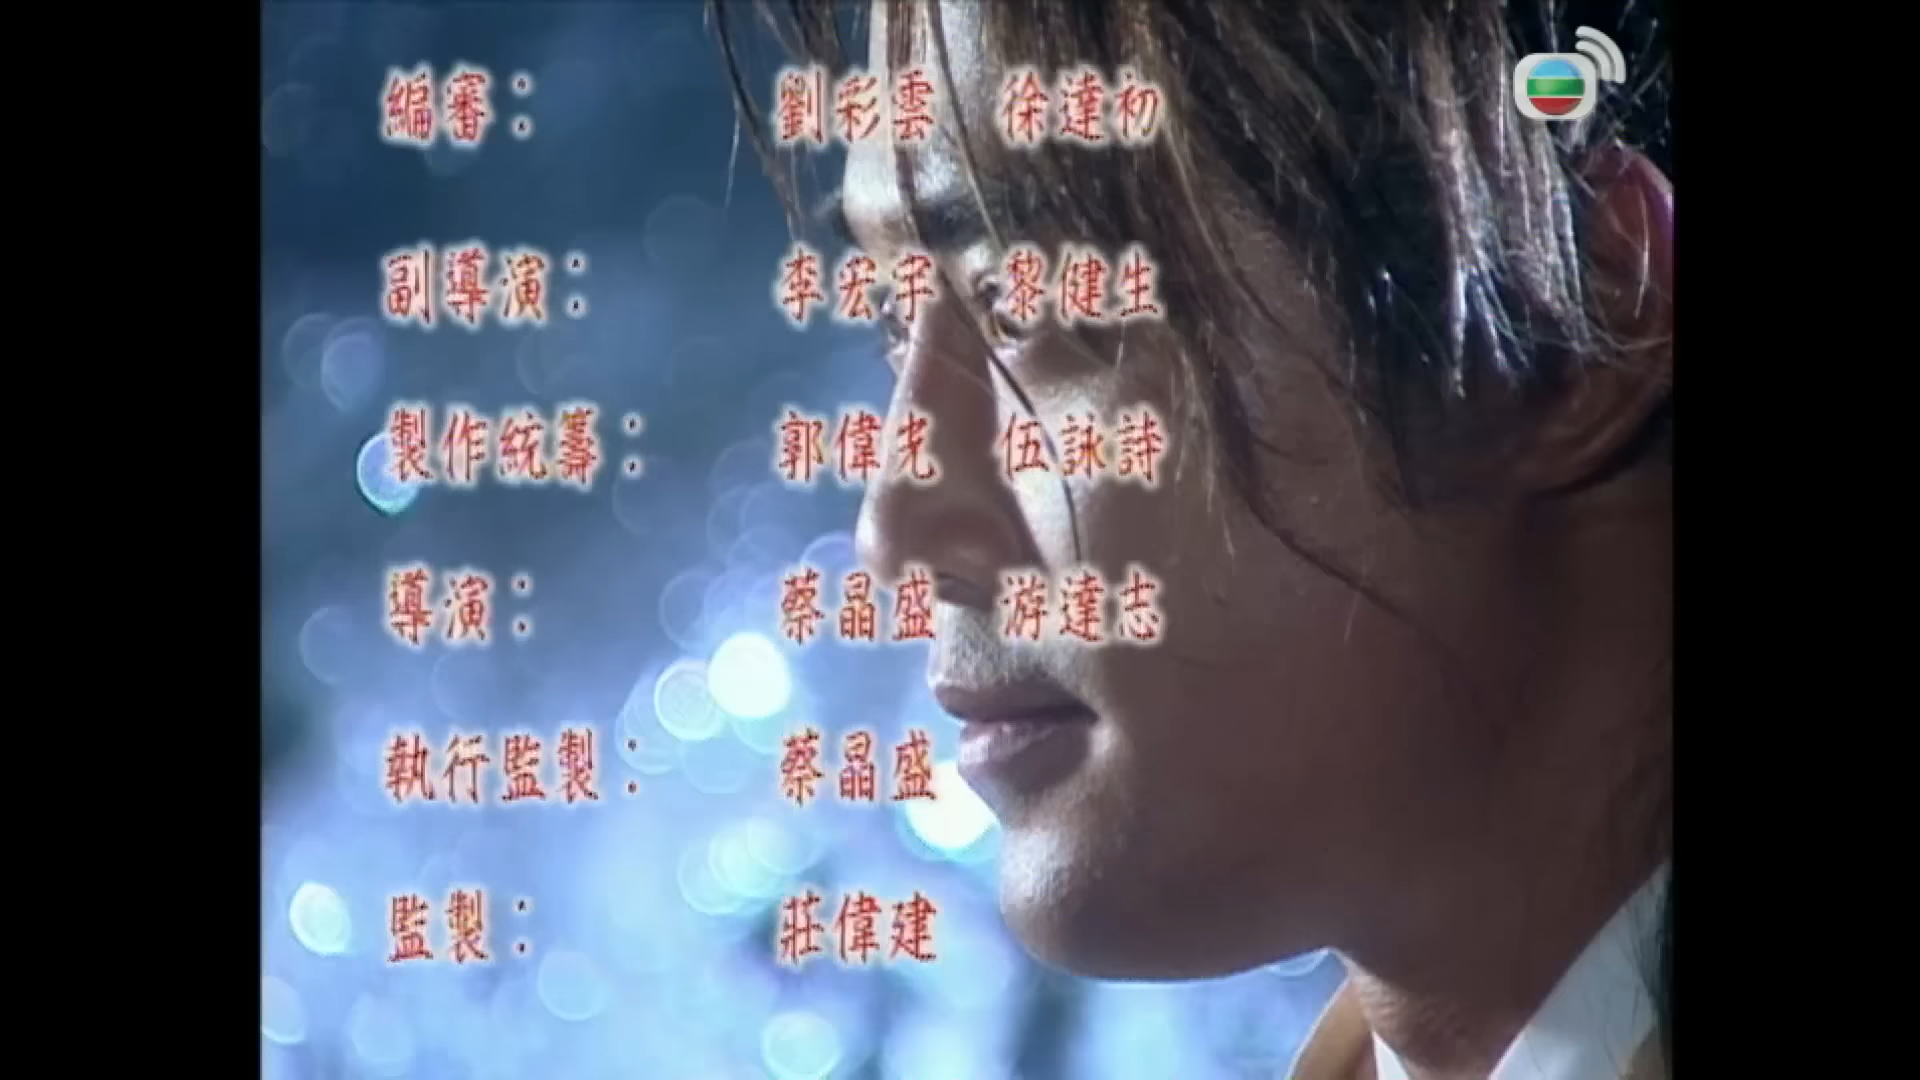 編審： 劉彩雲 徐達初
副導演： 李宏宇 黎健生
製作統籌： 郭偉光 伍詠詩
導演： 蔡晶盛 游達志
執行監製： 蔡晶盛
監製： 莊偉建